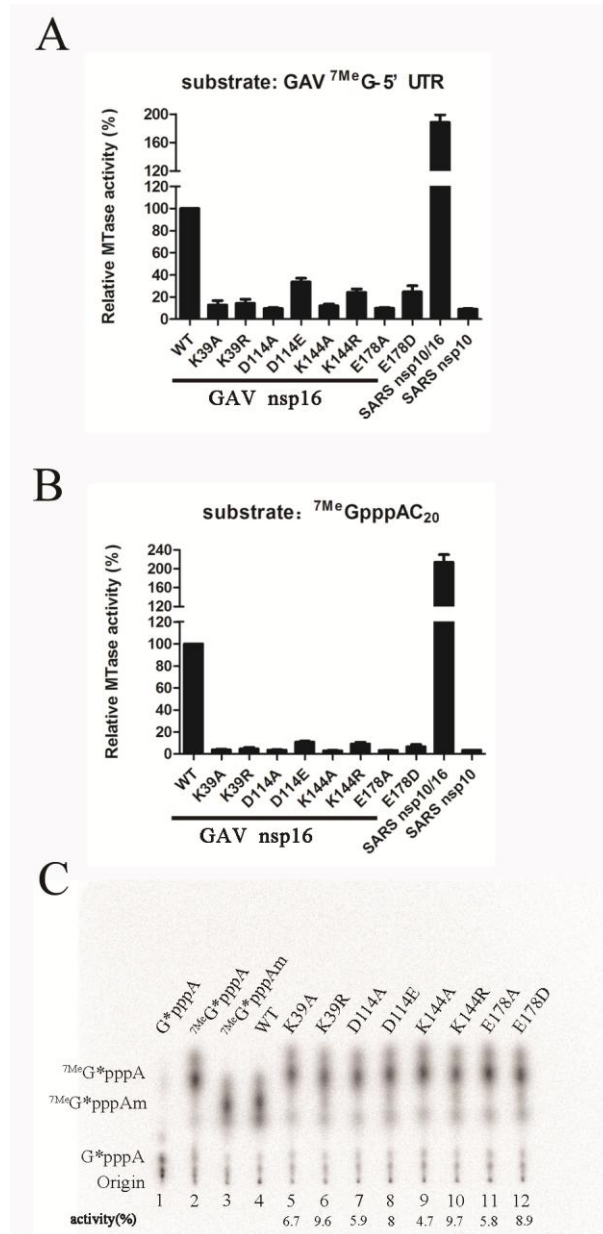 A
substrate: GAV 7MeG-5' UTR
Relative MTase activity (%)
200
160
120
120
100
80
60
40
20
0
WT
K39A
K39R
D114A
D114E
K144A
K144R
E178A
E178D
SARS nsp10/16
SARS nsp10
GAV nsp16
B
substrate: 7MeGpppAC20
Relative MTase activity (%)
240
200
160
120
120
100
80
60
40
20
0
WT
K39A
K39R
D114A
D114E
K144A
K144R
E178A
E178D
SARS nsp10/16
SARS nsp10
GAV nsp16
C
G*pppA
7MeG*pppA
7MeG*pppAm
WT
K39A
K39R
D114A
D114E
K144A
K144R
E178A
E178D
7MeG*pppA
7MeG*pppAm
G*pppA
Origin
1 2 3 4 5 6 7 8 9 10 11 12
activity(%) 6.7 9.6 5.9 8 4.7 9.7 5.8 8.9